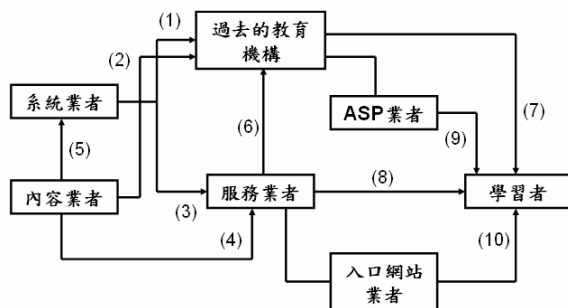 (1)
過去的教育
機構
(2)
系統業者
ASP業者
(5)
(6)
(9)
(7)
內容業者
服務業者
(8)
學習者
(3)
(4)
(10)
入口網站
業者